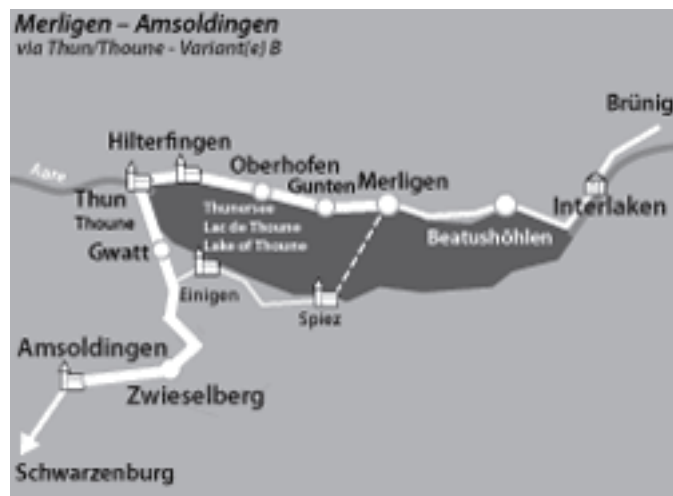 Merligen – Amsoldingen
via Thun/Thoune - Variant(e) B
Brünig
Hilterfingen
Oberhofen
Aare
Gunten
Merligen
Thun
Thoune
Thunersee
Lac de Thoune
Lake of Thoune
Interlaken
Beatushöhlen
Gwatt
Einigen
Spiez
Amsoldingen
Zwieselberg
Schwarzenburg